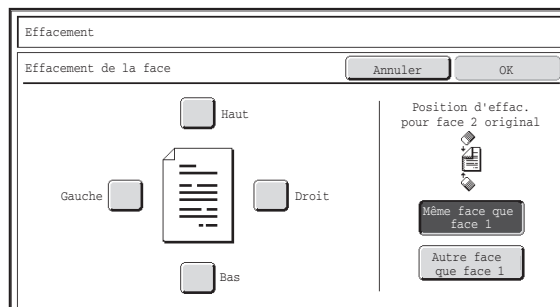 Effacement
Effacement de la face
Annuler
OK
Haut
Gauche
Droit
Bas
Position d'effac.
pour face 2 original
Même face que
face 1
Autre face
que face 1